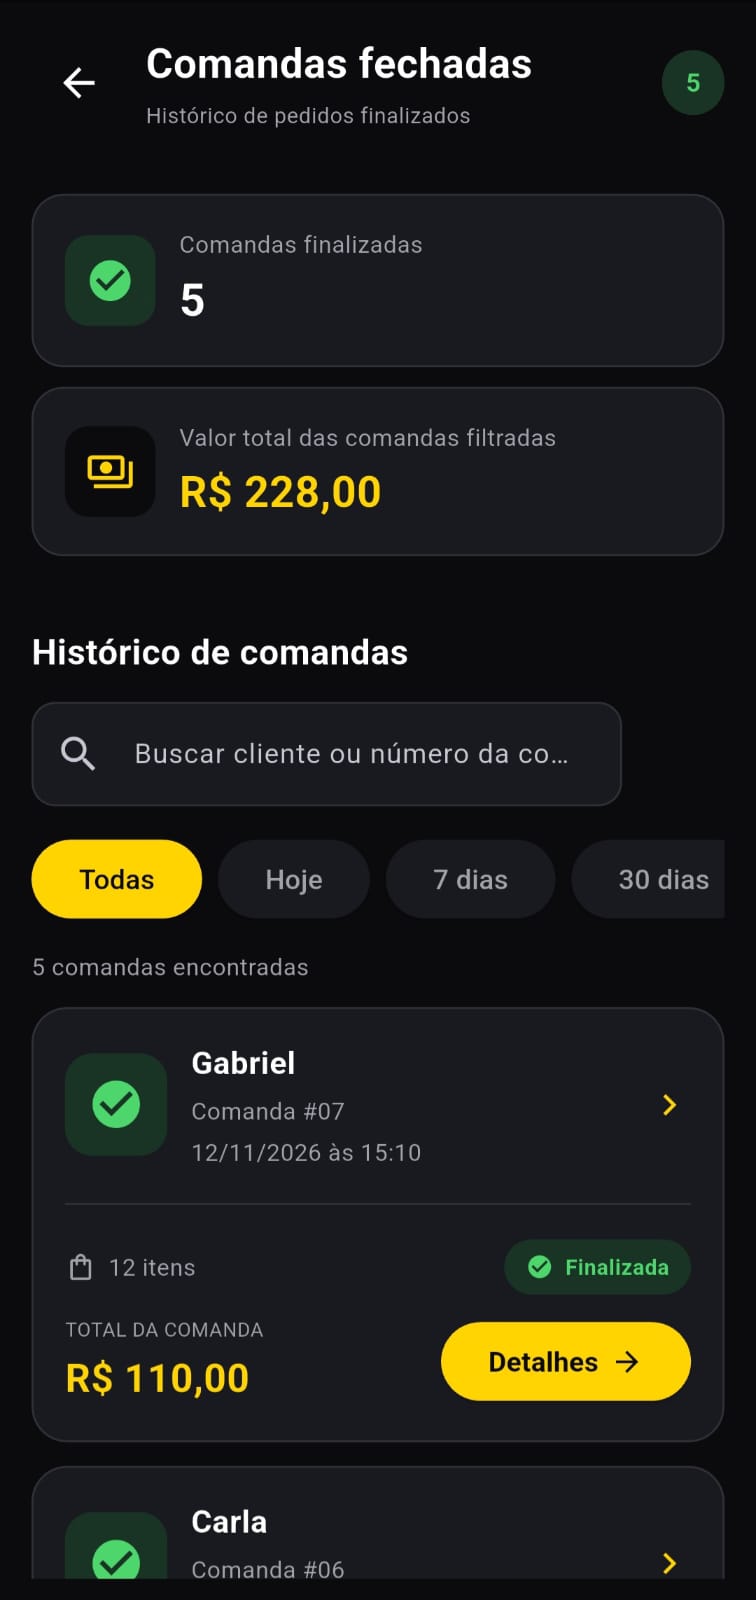 Comandas fechadas
Histórico de pedidos finalizados
5
Comandas finalizadas
5
Valor total das comandas filtradas
R$ 228,00
Histórico de comandas
Buscar cliente ou número da co...
Todas
Hoje
7 dias
30 dias
5 comandas encontradas
Gabriel
Comanda #07
12/11/2026 às 15:10
12 itens
Finalizada
TOTAL DA COMANDA
R$ 110,00
Detalhes →
Carla
Comanda #06